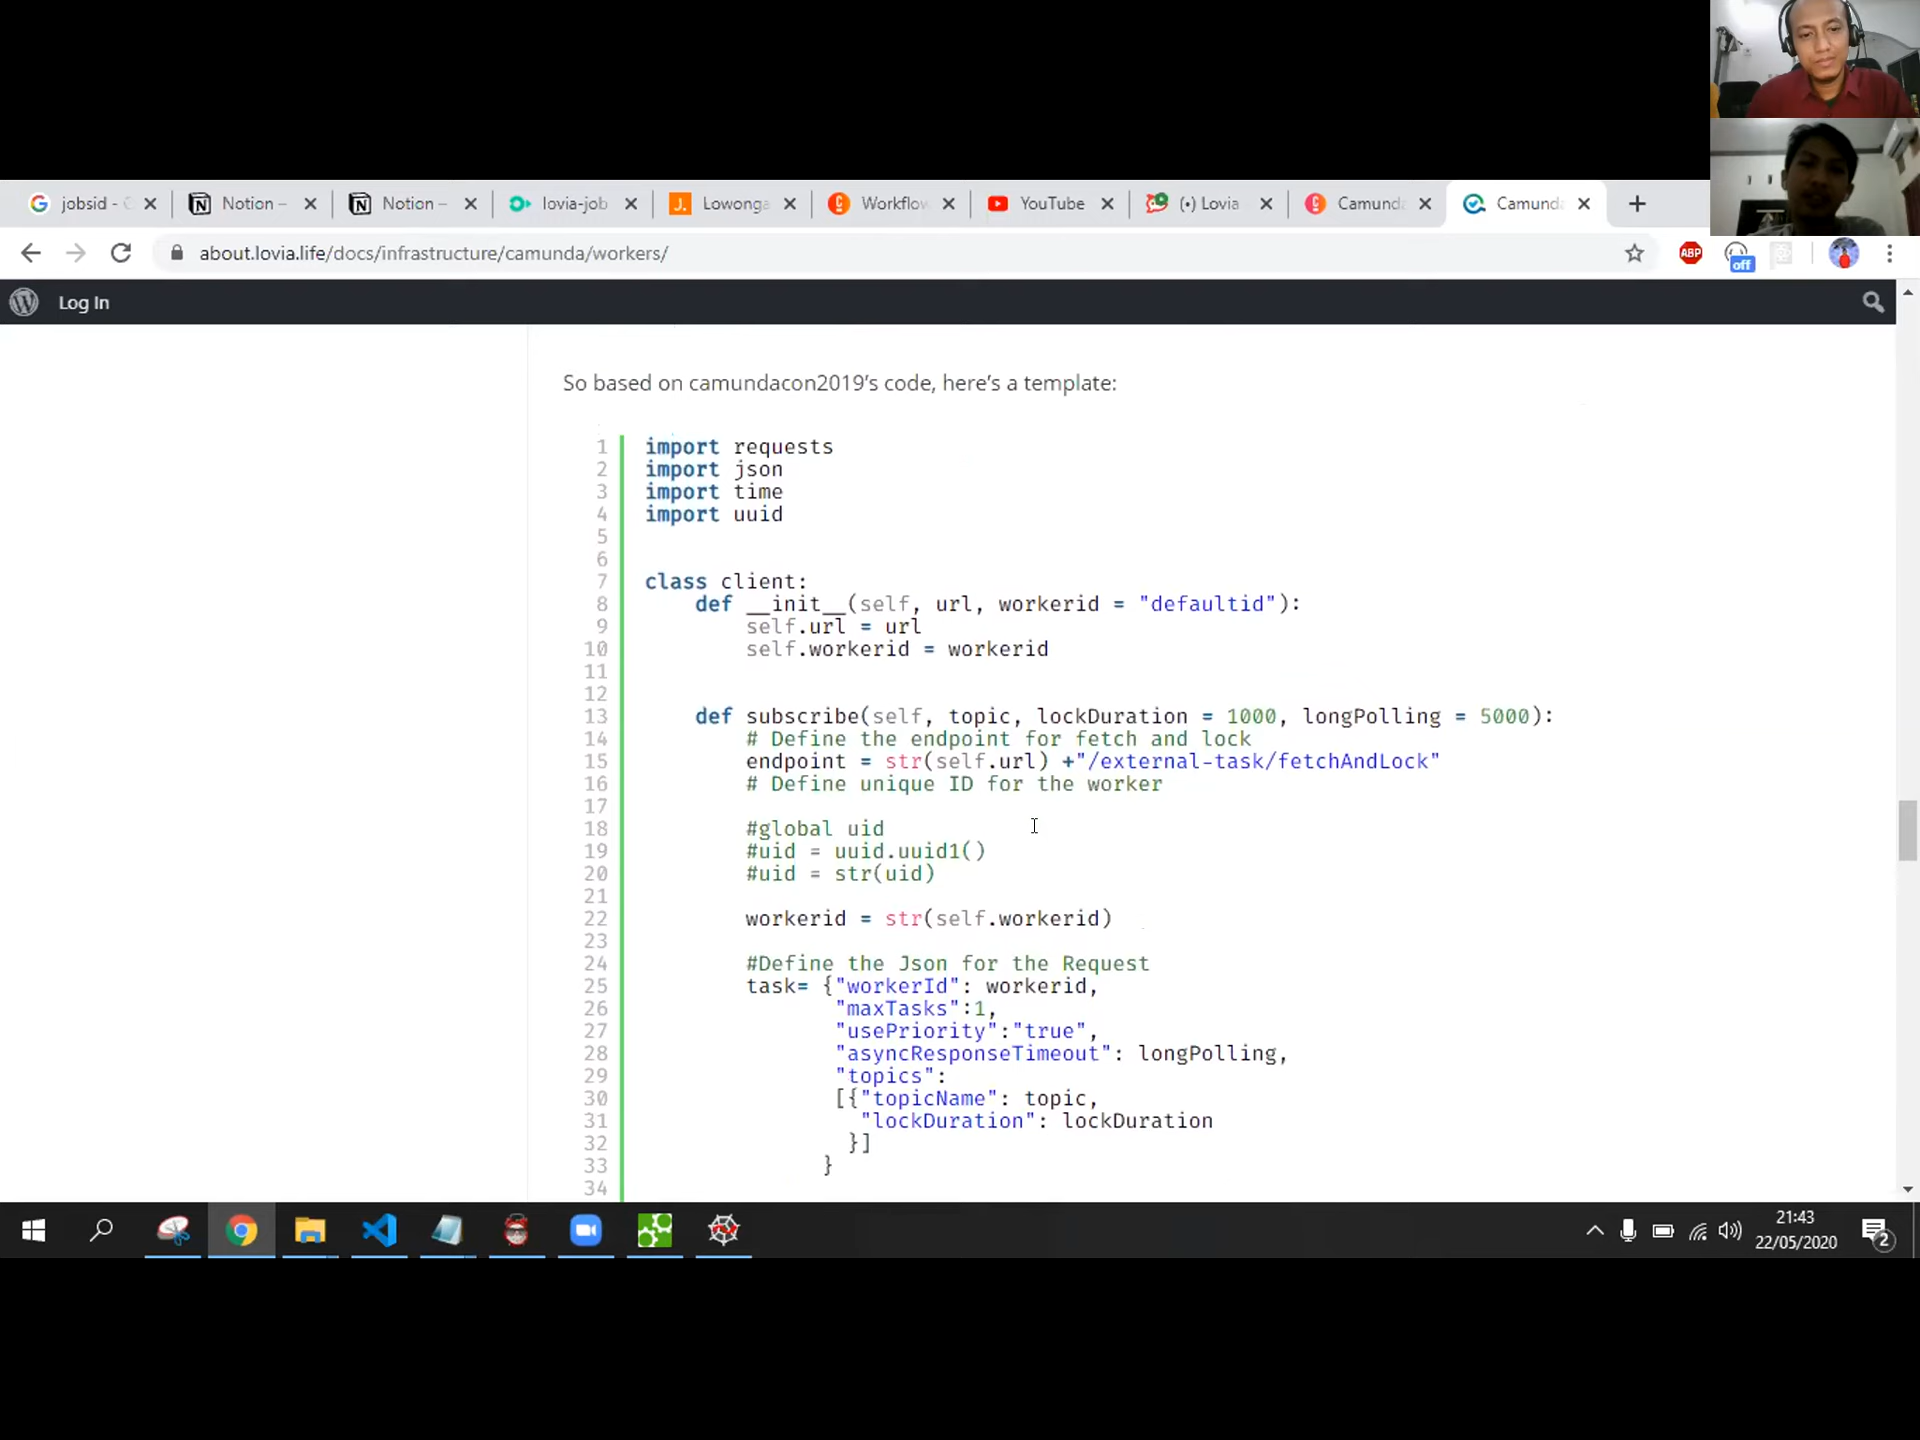 jobsid -
Notion –
Notion –
lovia-job
Lowonga
Workflow
YouTube
(•) Lovia
Camunda
Camunda
about.lovia.life/docs/infrastructure/camunda/workers/
ABP
off
Log In
So based on camundacon2019's code, here's a template:
1 import requests
2 import json
3 import time
4 import uuid
5
6
7 class client:
8 def __init__(self, url, workerid = "defaultid"):
9 self.url = url
10 self.workerid = workerid
11
12
13 def subscribe(self, topic, lockDuration = 1000, longPolling = 5000):
14 # Define the endpoint for fetch and lock
15 endpoint = str(self.url) +"/external-task/fetchAndLock"
16 # Define unique ID for the worker
17
18 #global uid
19 #uid = uuid.uuid1()
20 #uid = str(uid)
21
22 workerid = str(self.workerid)
23
24 #Define the Json for the Request
25 task= {"workerId": workerid,
26 "maxTasks":1,
27 "usePriority":"true",
28 "asyncResponseTimeout": longPolling,
29 "topics":
30 [{"topicName": topic,
31 "lockDuration": lockDuration
32 }]
33 }
34
21:43
22/05/2020
2